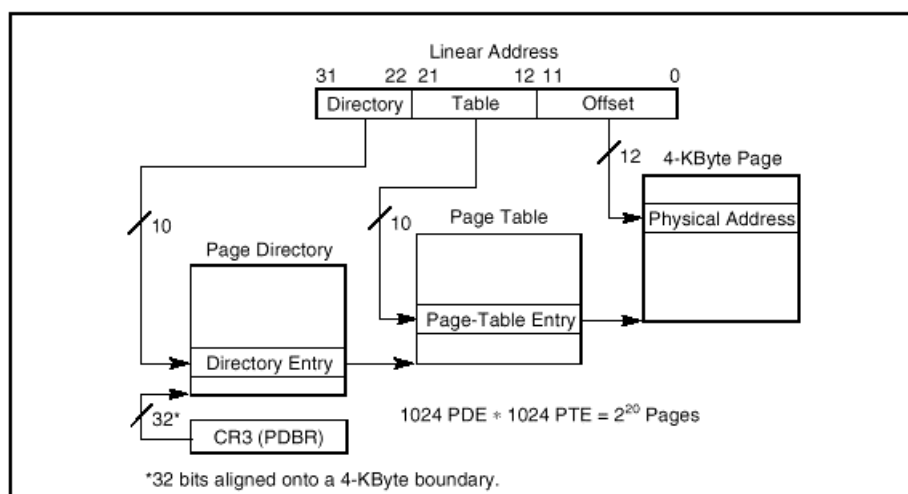 Linear Address
31 22 21 12 11 0
Directory Table Offset
12
4-KByte Page
Physical Address
10
10
Page Table
Page Directory
Page-Table Entry
Directory Entry
32*
CR3 (PDBR)
1024 PDE * 1024 PTE = 2²⁰ Pages
*32 bits aligned onto a 4-KByte boundary.